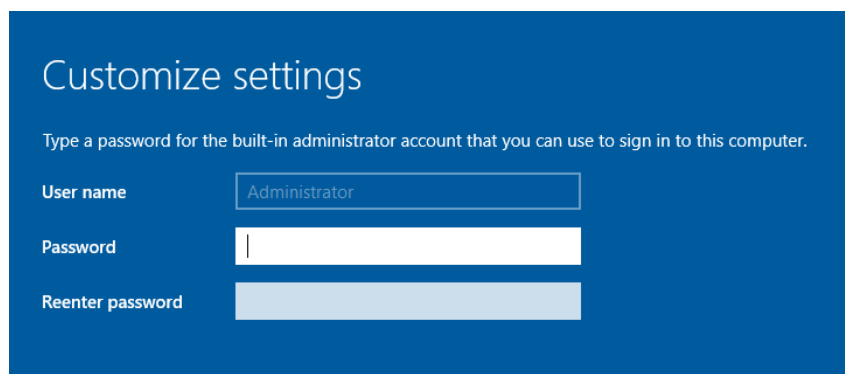 Customize settings
Type a password for the built-in administrator account that you can use to sign in to this computer.
User name
Administrator
Password
Reenter password